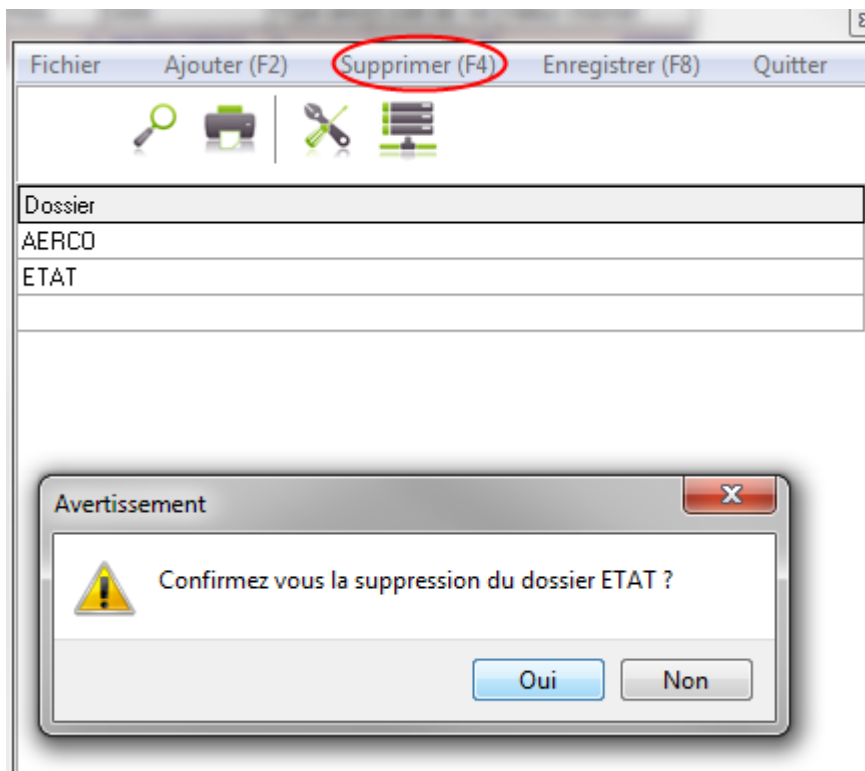 Fichier Ajouter (F2) Supprimer (F4) Enregistrer (F8) Quitter
Dossier
AERCO
ETAT
Avertissement
Confirmez vous la suppression du dossier ETAT ?
Oui Non